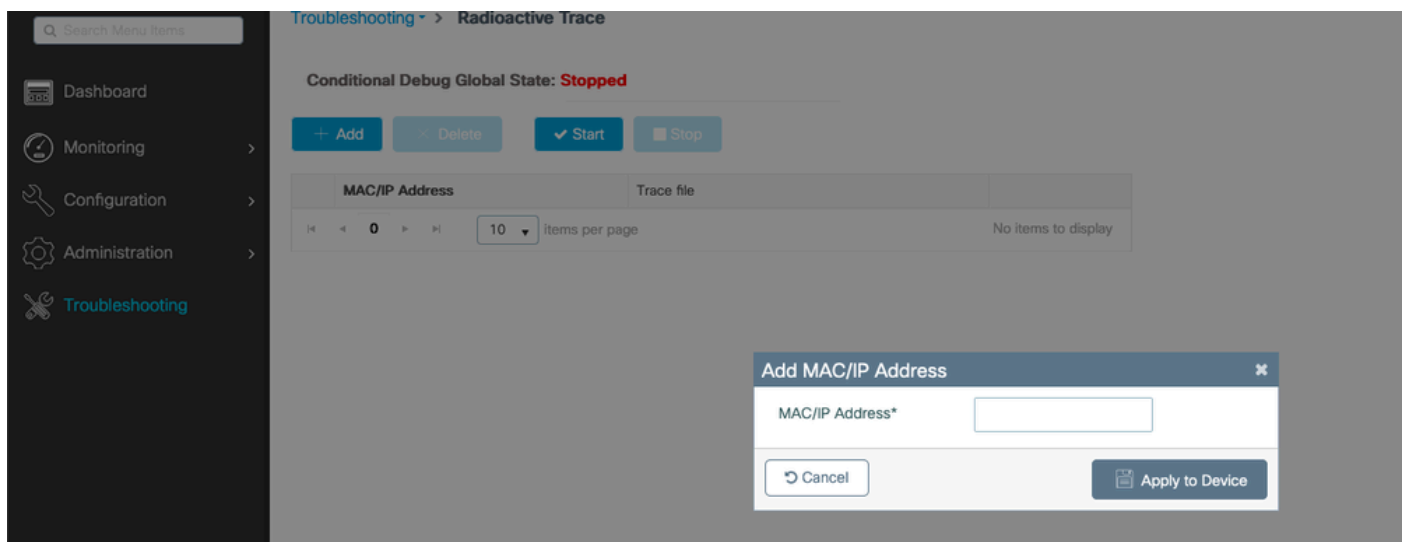 Search Menu Items
Troubleshooting > Radioactive Trace
Dashboard
Conditional Debug Global State: Stopped
+ Add
× Delete
✔ Start
Stop
Monitoring >
MAC/IP Address
Trace file
Configuration >
0
10
items per page
No items to display
Administration >
Troubleshooting
Add MAC/IP Address
MAC/IP Address*
Cancel
Apply to Device